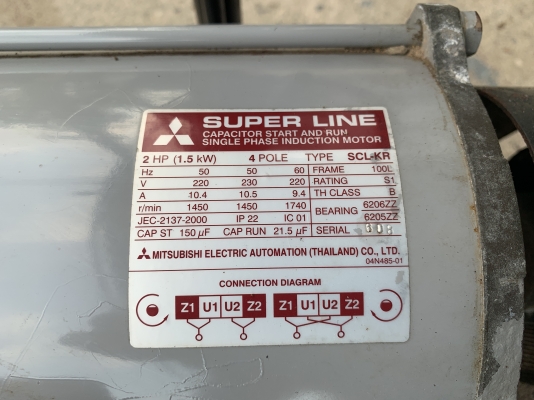 SUPER LINE
CAPACITOR START AND RUN
SINGLE PHASE INDUCTION MOTOR
2 HP (1.5 kW) 4 POLE TYPE SCL-KR
Hz 50 50 60 FRAME 100L
V 220 230 220 RATING S1
A 10.4 10.5 9.4 TH CLASS B
r/min 1450 1450 1740 BEARING 6206ZZ
JEC-2137-2000 IP 22 IC 01 6205ZZ
CAP ST 150 µF CAP RUN 21.5 µF SERIAL
MITSUBISHI ELECTRIC AUTOMATION (THAILAND) CO., LTD.
04N485-01
CONNECTION DIAGRAM
Z1 U1 U2 Z2 Z1 U1 U2 Z2